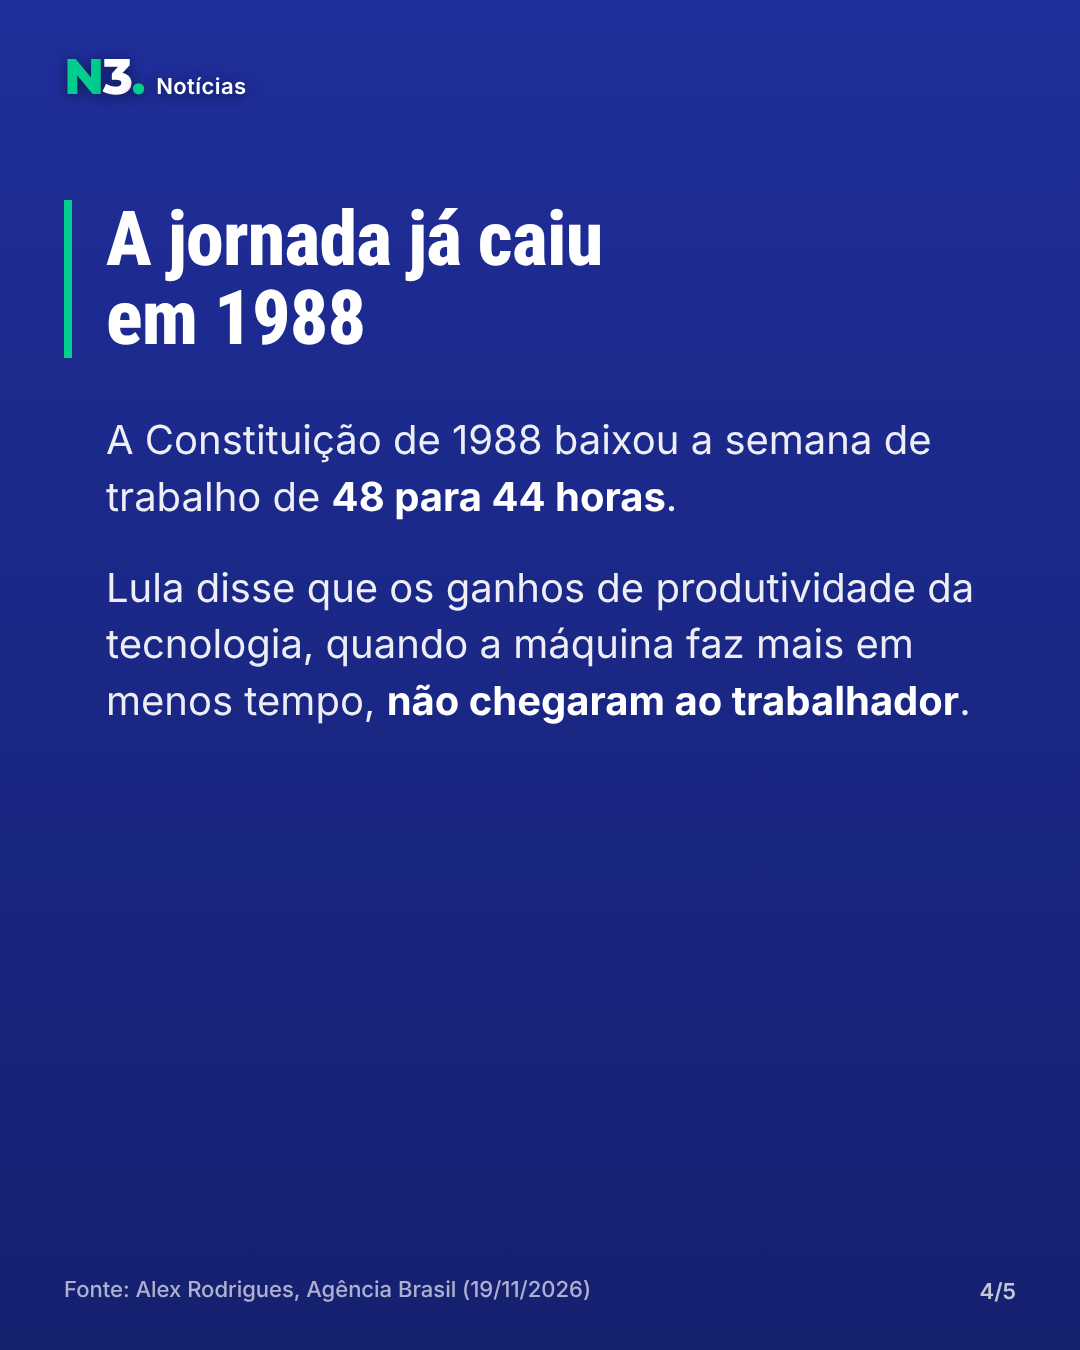 N3. Notícias
A jornada já caiu
em 1988
A Constituição de 1988 baixou a semana de
trabalho de 48 para 44 horas.
Lula disse que os ganhos de produtividade da
tecnologia, quando a máquina faz mais em
menos tempo, não chegaram ao trabalhador.
Fonte: Alex Rodrigues, Agência Brasil (19/11/2026)
4/5